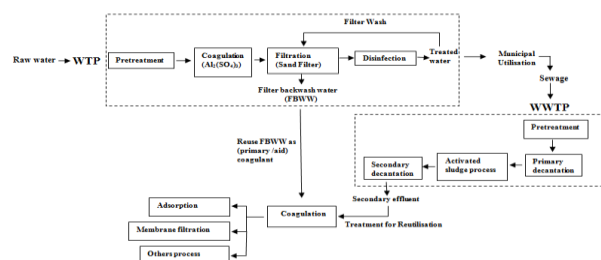 Filter Wash
Raw water
WTP
Pretreatment
Coagulation
(Al₂(SO₄)₃)
Filtration
(Sand Filter)
Disinfection
Treated
water
Municipal
Utilisation
Sewage
Filter backwash water
(FBWW)
WWTP
Pretreatment
Reuse FBWW as
(primary /aid)
coagulant
Secondary
decantation
Activated
sludge process
Primary
decantation
Secondary effluent
Adsorption
Coagulation
Treatment for Reutilisation
Membrane filtration
Others process